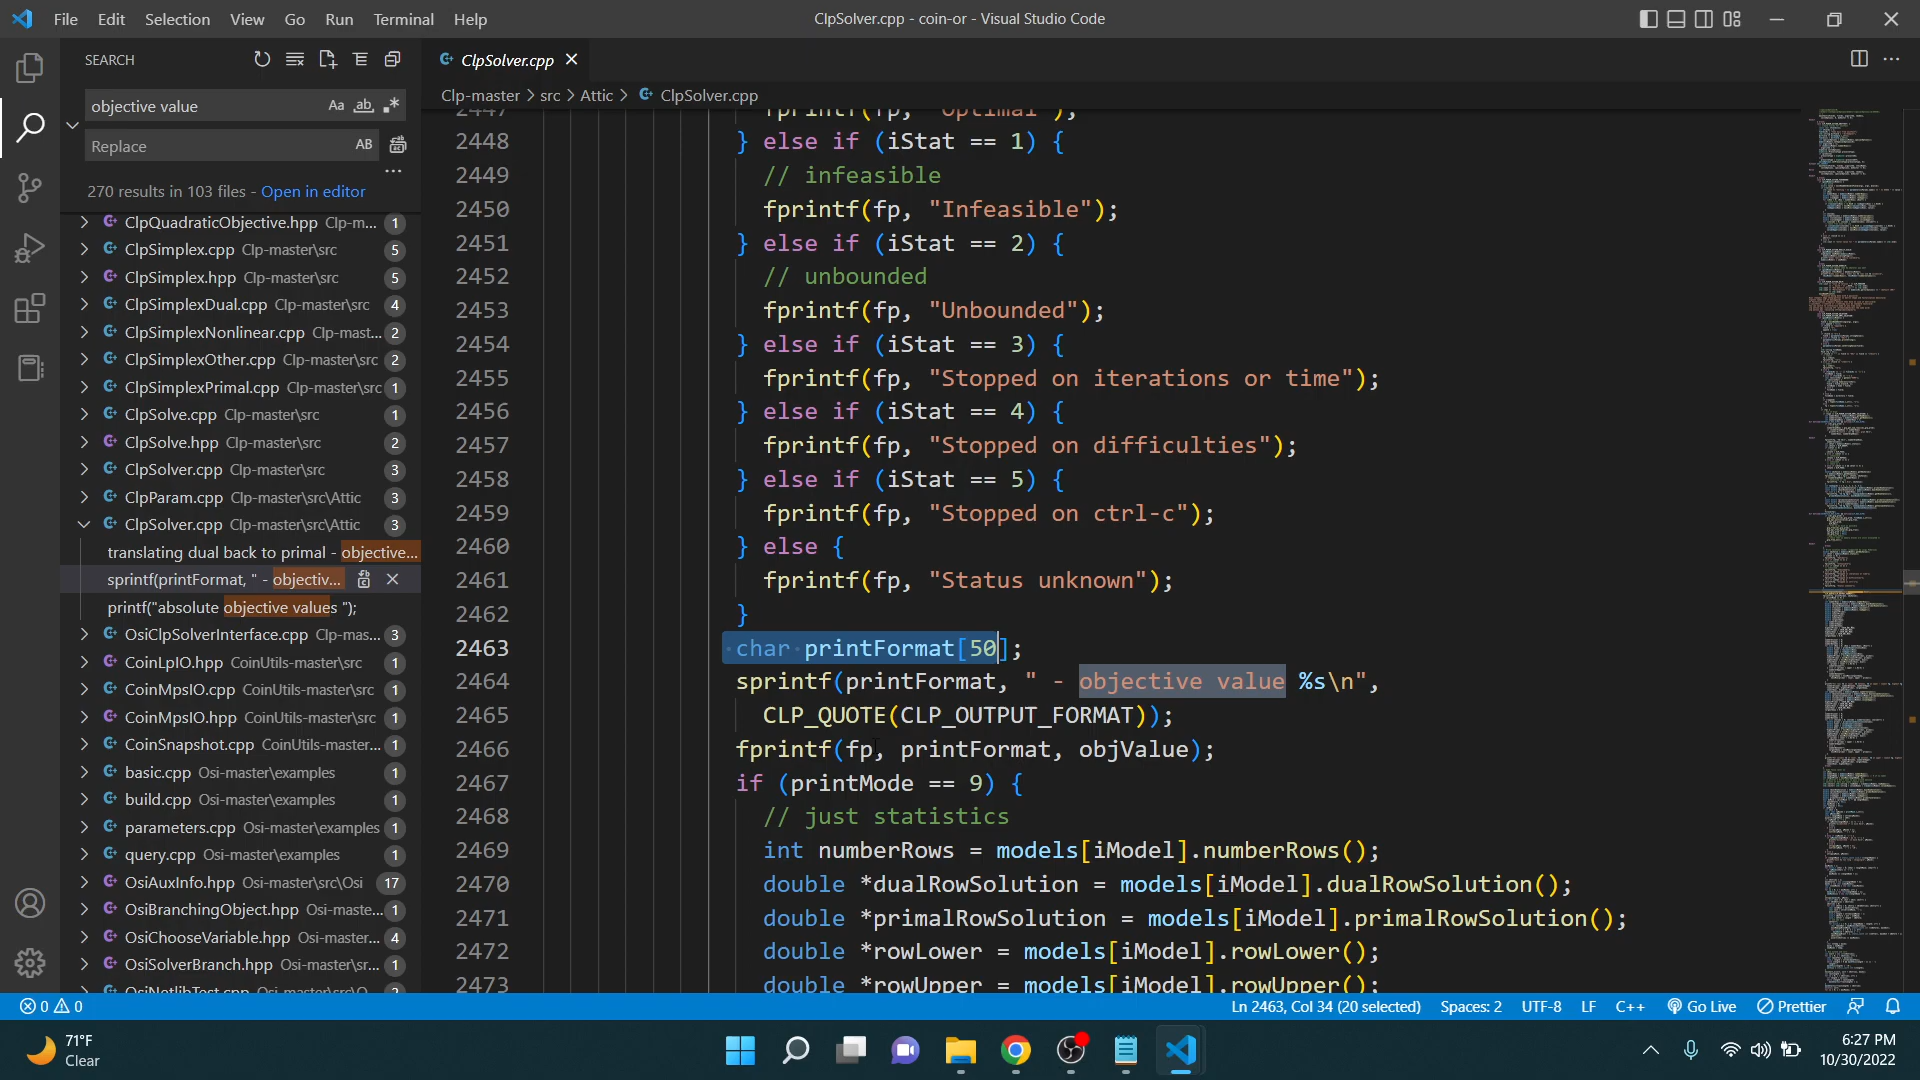 File Edit Selection View Go Run Terminal Help
ClpSolver.cpp - coin-or - Visual Studio Code
SEARCH
objective value
Aa ab
Replace
AB
270 results in 103 files - Open in editor
ClpQuadraticObjective.hpp Clp-m... 1
ClpSimplex.cpp Clp-master\src 5
ClpSimplex.hpp Clp-master\src 5
ClpSimplexDual.cpp Clp-master\src 4
ClpSimplexNonlinear.cpp Clp-mast... 2
ClpSimplexOther.cpp Clp-master\src 2
ClpSimplexPrimal.cpp Clp-master\src 1
ClpSolve.cpp Clp-master\src 1
ClpSolve.hpp Clp-master\src 2
ClpSolver.cpp Clp-master\src 3
ClpParam.cpp Clp-master\src\Attic 3
ClpSolver.cpp Clp-master\src\Attic 3
translating dual back to primal - objective...
sprintf(printFormat, " - objectiv...
printf("absolute objective values ");
OsiClpSolverInterface.cpp Clp-mas... 3
CoinLpIO.hpp CoinUtils-master\src 1
CoinMpsIO.cpp CoinUtils-master\src 1
CoinMpsIO.hpp CoinUtils-master\src 1
CoinSnapshot.cpp CoinUtils-master... 1
basic.cpp Osi-master\examples 1
build.cpp Osi-master\examples 1
parameters.cpp Osi-master\examples 1
query.cpp Osi-master\examples 1
OsiAuxInfo.hpp Osi-master\src\Osi 17
OsiBranchingObject.hpp Osi-maste... 1
OsiChooseVariable.hpp Osi-master... 4
OsiSolverBranch.hpp Osi-master\sr... 1
OsiNetlibTest.cpp Osi-master\src\O... 2
ClpSolver.cpp
Clp-master > src > Attic > ClpSolver.cpp
2447 fprintf(fp, "Optimal");
2448 } else if (iStat == 1) {
2449 // infeasible
2450 fprintf(fp, "Infeasible");
2451 } else if (iStat == 2) {
2452 // unbounded
2453 fprintf(fp, "Unbounded");
2454 } else if (iStat == 3) {
2455 fprintf(fp, "Stopped on iterations or time");
2456 } else if (iStat == 4) {
2457 fprintf(fp, "Stopped on difficulties");
2458 } else if (iStat == 5) {
2459 fprintf(fp, "Stopped on ctrl-c");
2460 } else {
2461 fprintf(fp, "Status unknown");
2462 }
2463 char printFormat[50];
2464 sprintf(printFormat, " - objective value %s\n",
2465 CLP_QUOTE(CLP_OUTPUT_FORMAT));
2466 fprintf(fp, printFormat, objValue);
2467 if (printMode == 9) {
2468 // just statistics
2469 int numberRows = models[iModel].numberRows();
2470 double *dualRowSolution = models[iModel].dualRowSolution();
2471 double *primalRowSolution = models[iModel].primalRowSolution();
2472 double *rowLower = models[iModel].rowLower();
2473 double *rowUpper = models[iModel].rowUpper();
0 0
Ln 2463, Col 34 (20 selected) Spaces: 2 UTF-8 LF C++ Go Live Prettier
71°F
Clear
6:27 PM
10/30/2022